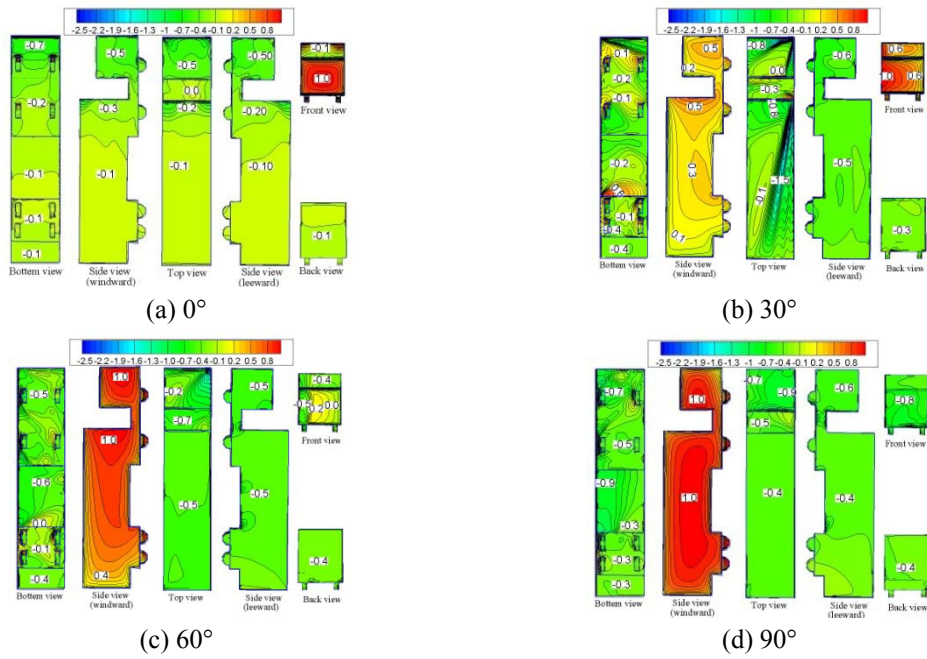 -2.5 -2.2 -1.9 -1.6 -1.3 -1 -0.7 -0.4 -0.1 0.2 0.5 0.8
-0.7 -0.5 -0.5 -0.50 -0.1
0.0 1.0
-0.2 -0.3 -0.2 -0.20
Front view
-0.1 -0.1 -0.1 -0.10
-0.1 -0.1
-0.1
Bottem view Side view Top view Side view Back view
(windward) (leeward)
(a) 0°
-2.5 -2.2 -1.9 -1.6 -1.3 -1 -0.7 -0.4 -0.1 0.2 0.5 0.8
0.1 0.5 -0.8 -0.6 0.6
-0.2 0.2 0.0 1.0 0.6
-0.1 0.5 -0.3
Front view
-0.2 0.3 -0.1 -1.5 -0.5
-0.1 -0.3
-0.4
-0.4 0.1
Bottem view Side view Top view Side view Back view
(windward) (leeward)
(b) 30°
-2.5 -2.2 -1.9 -1.6 -1.3 -1 -0.7 -0.4 -0.1 0.2 0.5 0.8
-0.5 1.0 -0.2 -0.5 -0.4
-0.5 0.2 0.0
1.0 -0.7
Front view
-0.6 -0.5 -0.5
0.0
-0.1
-0.4 0.4 -0.4
Bottem view Side view Top view Side view Back view
(windward) (leeward)
(c) 60°
-2.5 -2.2 -1.9 -1.6 -1.3 -1 -0.7 -0.4 -0.1 0.2 0.5 0.8
-0.7 1.0 -0.7 -0.9 -0.6 -0.8
-0.5 -0.5
Front view
-0.9 1.0 -0.4 -0.4
-0.3
-0.3 -0.4
-0.3
Bottem view Side view Top view Side view Back view
(windward) (leeward)
(d) 90°